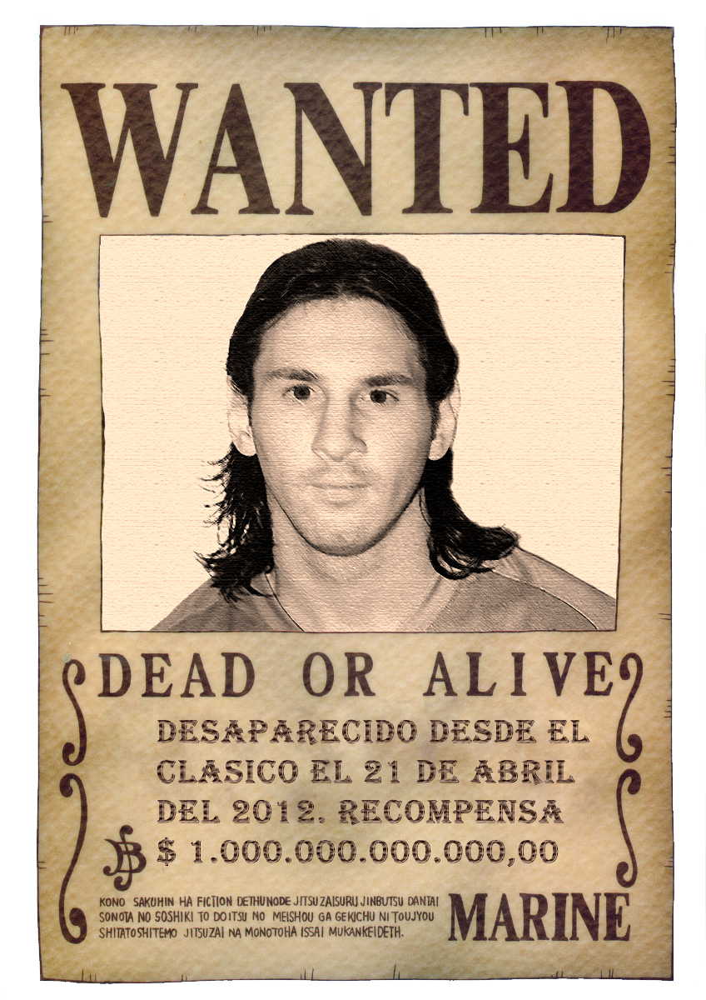 WANTED
DEAD OR ALIVE
DESAPARECIDO DESDE EL
CLASICO EL 21 DE ABRIL
DEL 2012. RECOMPENSA
$ 1.000.000.000.000,00
KONO SAKUHIN HA FICTION DETHUNODE JITSUZAISURU JINBUTSU DANTAI
SONOTA NO SOSHIKI TO DOITSU NO MEISHOU GA GEKICHU NI TOUJYOU
SHITATOSHITEMO JITSUZAI NA MONOTOHA ISSAI MUKANKEIDETH.
MARINE